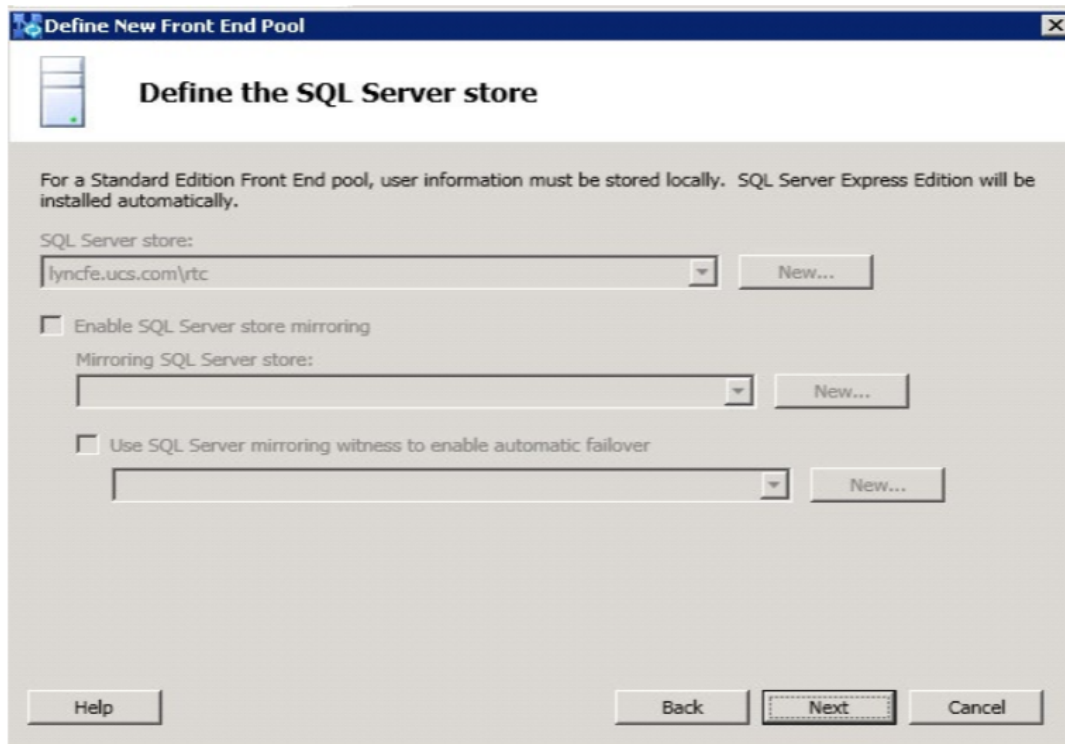 Define New Front End Pool
Define the SQL Server store
For a Standard Edition Front End pool, user information must be stored locally.  SQL Server Express Edition will be
installed automatically.
SQL Server store:
lyncfe.ucs.com\rtc
New...
Enable SQL Server store mirroring
Mirroring SQL Server store:
New...
Use SQL Server mirroring witness to enable automatic failover
New...
Help
Back
Next
Cancel